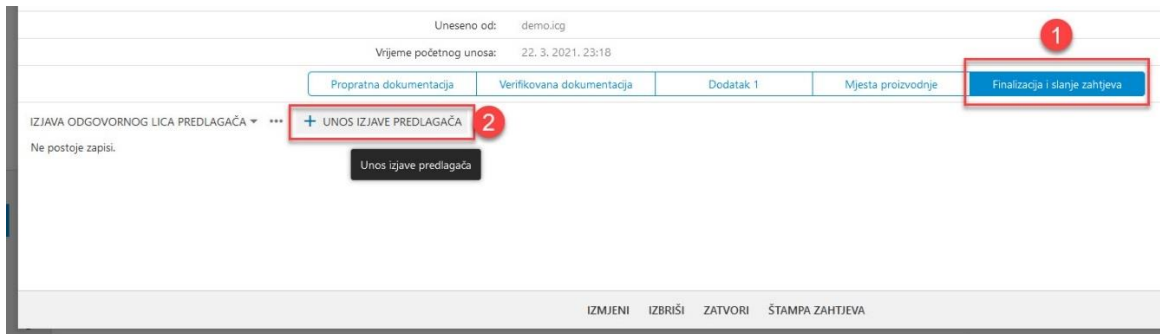 Uneseno od: demo.icg
Vrijeme početnog unosa: 22. 3. 2021. 23:18
1
Propratna dokumentacija Verifikovana dokumentacija Dodatak 1 Mjesta proizvodnje Finalizacija i slanje zahtjeva
IZJAVA ODGOVORNOG LICA PREDLAGAČA ••• + UNOS IZJAVE PREDLAGAČA 2
Ne postoje zapisi.
Unos izjave predlagača
IZMJENI IZBRIŠI ZATVORI ŠTAMPA ZAHTJEVA